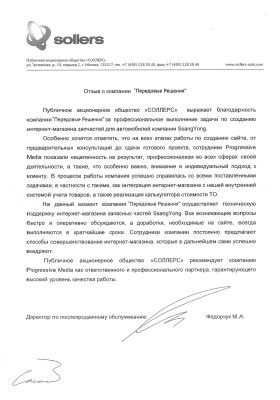 sollers
Публичное акционерное общество «СОЛЛЕРС»,
ул. Тестовская, д. 10, подъезд 2, г. Москва, 123317, тел. +7 (495) 228 30 45, факс +7 (495) 228 30 44
www.sollers-auto.com
Отзыв о компании "Передовые Решения"
Публичное акционерное общество «СОЛЛЕРС» выражает благодарность
компании "Передовые Решения" за профессиональное выполнение задачи по созданию
интернет-магазина запчастей для автомобилей компании SsangYong.
Особенно хочется отметить, что на всех этапах работы по созданию сайта, от
предварительных консультаций до сдачи готового проекта, сотрудники Progressive
Media показали нацеленность на результат, профессионализм во всех сферах своей
деятельности, а также, что особенно важно, внимание и индивидуальный подход к
клиенту. В процессе работы компания успешно справилась со всеми поставленными
задачами, в частности с такими, как интеграция интернет-магазина с нашей внутренней
системой учета товаров, а также реализация калькулятора стоимости ТО.
На данный момент компания "Передовые Решения" осуществляет техническую
поддержку интернет-магазина запасных частей SsangYong. Все возникающие вопросы
быстро и оперативно обсуждаются, а доработки, необходимые на сайте, всегда
выполняются в кратчайшие сроки. Сотрудники компании постоянно предлагают
способы совершенствования интернет-магазина, которые в дальнейшем сами успешно
внедряют.
Публичное акционерное общество «СОЛЛЕРС» рекомендует компанию
Progressive Media как ответственного и профессионального партнера, гарантирующего
высокий уровень качества работы.
Директор по послепродажному обслуживанию Федорчук М.А.